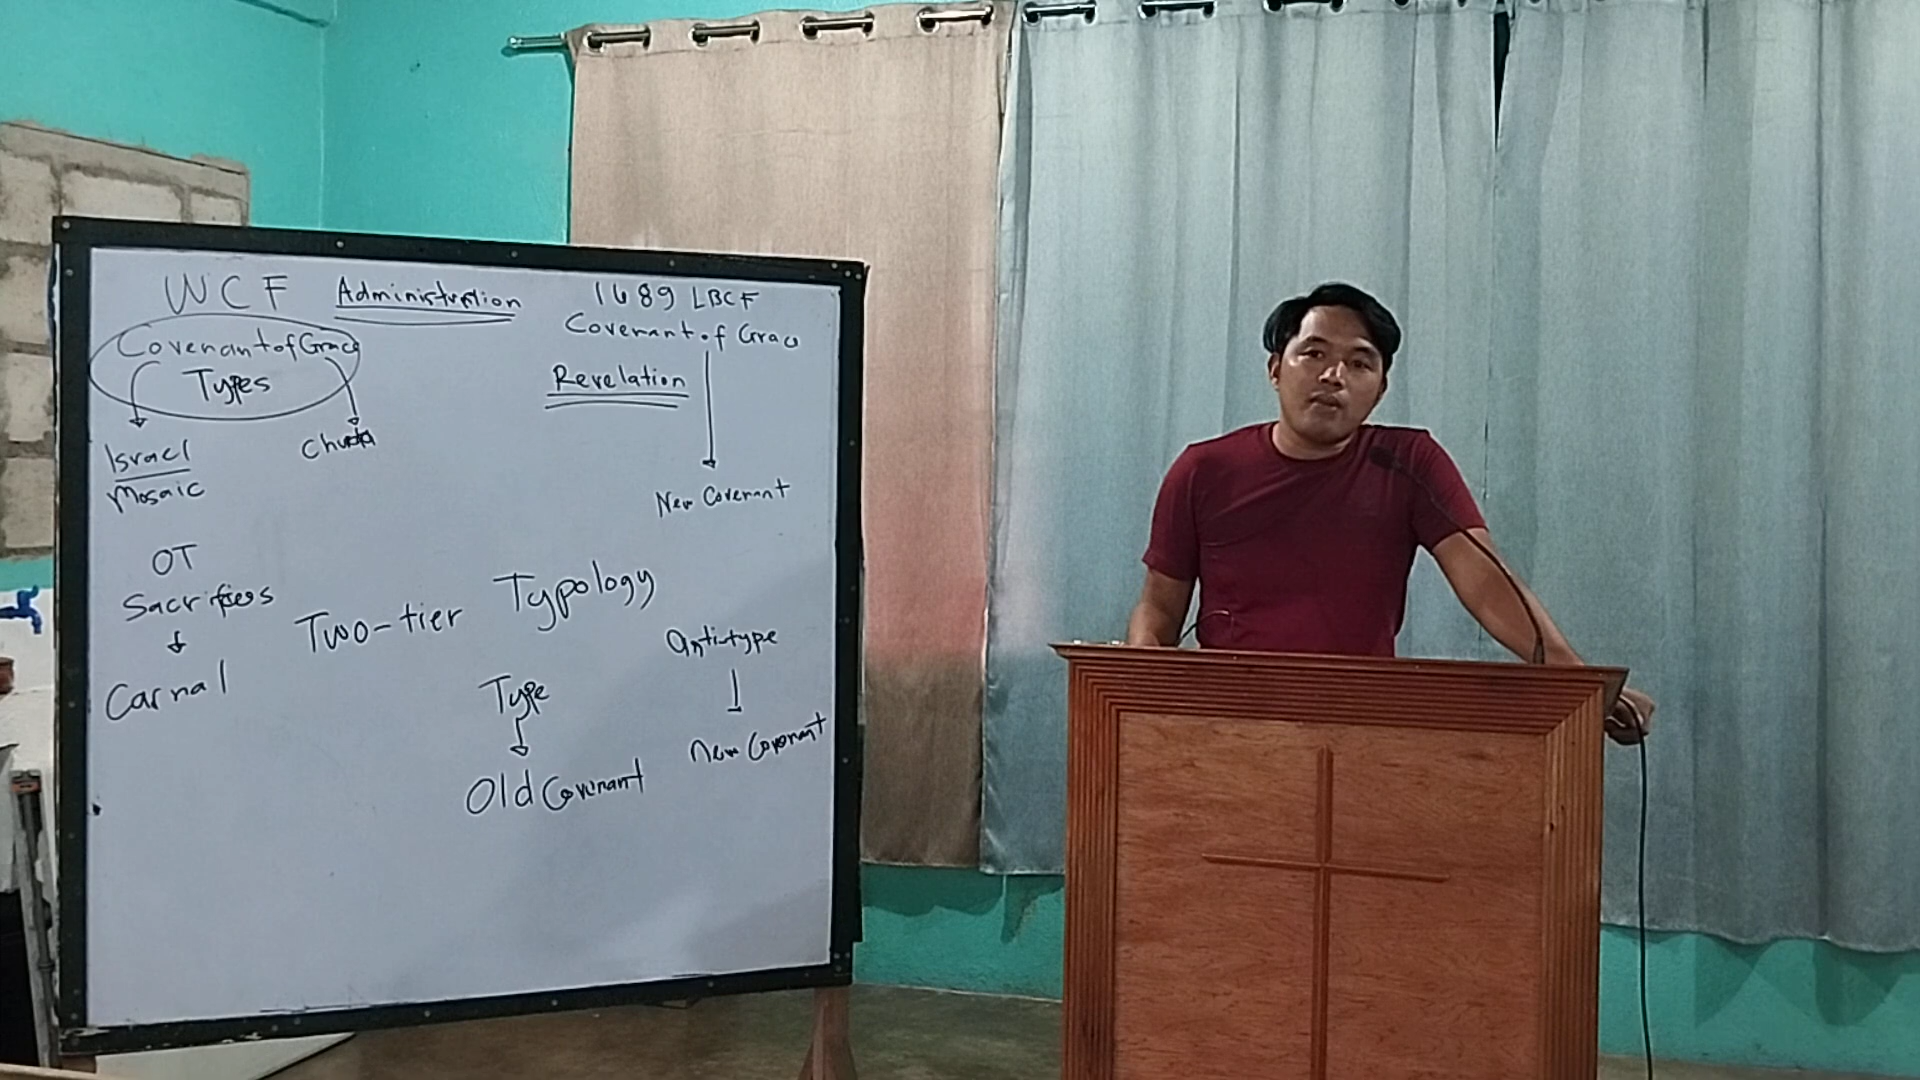 WCF
Administration
1689 LBCF
Covenant of Grace
Types
Israel
Mosaic
Church
Covenant of Grace
Revelation
New Covenant
OT
Sacrifices
Carnal
Two-tier Typology
Type
Old Covenant
antitype
New Covenant